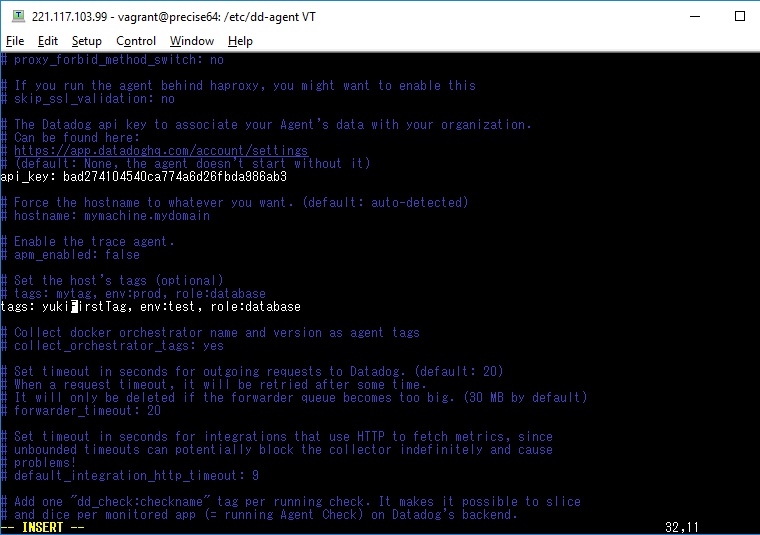 221.117.103.99 - vagrant@precise64: /etc/dd-agent VT
File Edit Setup Control Window Help
# proxy_forbid_method_switch: no
# If you run the agent behind haproxy, you might want to enable this
# skip_ssl_validation: no
# The Datadog api key to associate your Agent's data with your organization.
# Can be found here:
# https://app.datadoghq.com/account/settings
# (default: None, the agent doesn't start without it)
api_key: bad274104540ca774a6d26fbda986ab3
# Force the hostname to whatever you want. (default: auto-detected)
# hostname: mymachine.mydomain
# Enable the trace agent.
# apm_enabled: false
# Set the host's tags (optional)
# tags: mytag, env:prod, role:database
tags: yukiFirstTag, env:test, role:database
# Collect docker orchestrator name and version as agent tags
# collect_orchestrator_tags: yes
# Set timeout in seconds for outgoing requests to Datadog. (default: 20)
# When a request timeout, it will be retried after some time.
# It will only be deleted if the forwarder queue becomes too big. (30 MB by default)
# forwarder_timeout: 20
# Set timeout in seconds for integrations that use HTTP to fetch metrics, since
# unbounded timeouts can potentially block the collector indefinitely and cause
# problems!
# default_integration_http_timeout: 9
# Add one "dd_check:checkname" tag per running check. It makes it possible to slice
# and dice per monitored app (= running Agent Check) on Datadog's backend.
-- INSERT -- 32,11